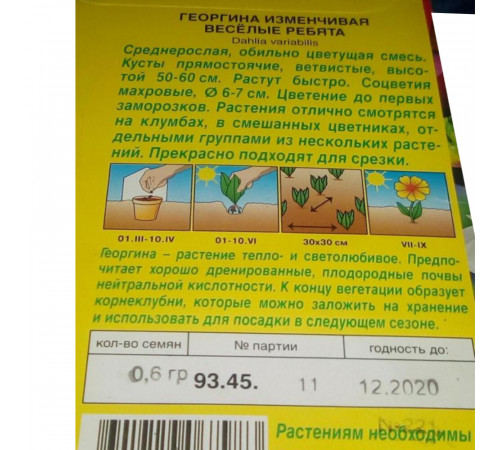 ГЕОРГИНА ИЗМЕНЧИВАЯ
ВЕСЁЛЫЕ РЕБЯТА
Dahlia variabilis
Среднерослая, обильно цветущая смесь.
Кусты прямостоячие, ветвистые, высо-
той 50-60 см. Растут быстро. Соцветия
махровые, Ø 6-7 см. Цветение до первых
заморозков. Растения отлично смотрятся
на клумбах, в смешанных цветниках, от-
дельными группами из нескольких расте-
ний. Прекрасно подходят для срезки.
01.III-10.IV 01-10.VI 30х30 см VII-IX
Георгина – растение тепло- и светолюбивое. Предпо-
читает хорошо дренированные, плодородные почвы
нейтральной кислотности. К концу вегетации образует
корнеклубни, которые можно заложить на хранение
и использовать для посадки в следующем сезоне.
кол-во семян № партии годность до:
0,6 гр 93.45. 11 12.2020
№221
Растениям необходимы